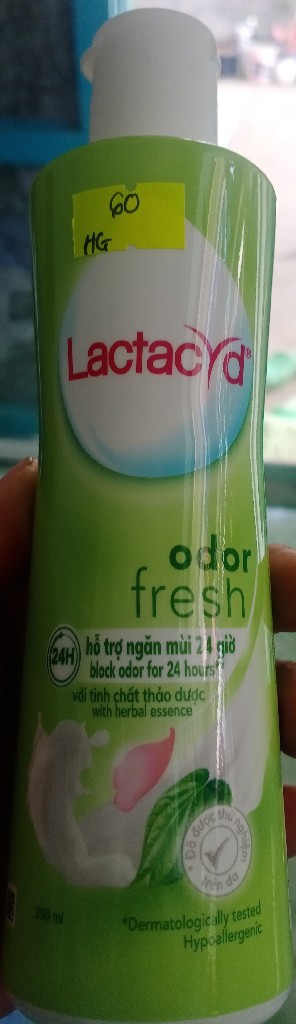 60
HG
Lactacyd®
odor
fresh
24H
hỗ trợ ngăn mùi 24 giờ
block odor for 24 hours*
với tinh chất thảo dược
with herbal essence
* Đã được thử nghiệm
trên da
250 ml
*Dermatologically tested
Hypoallergenic